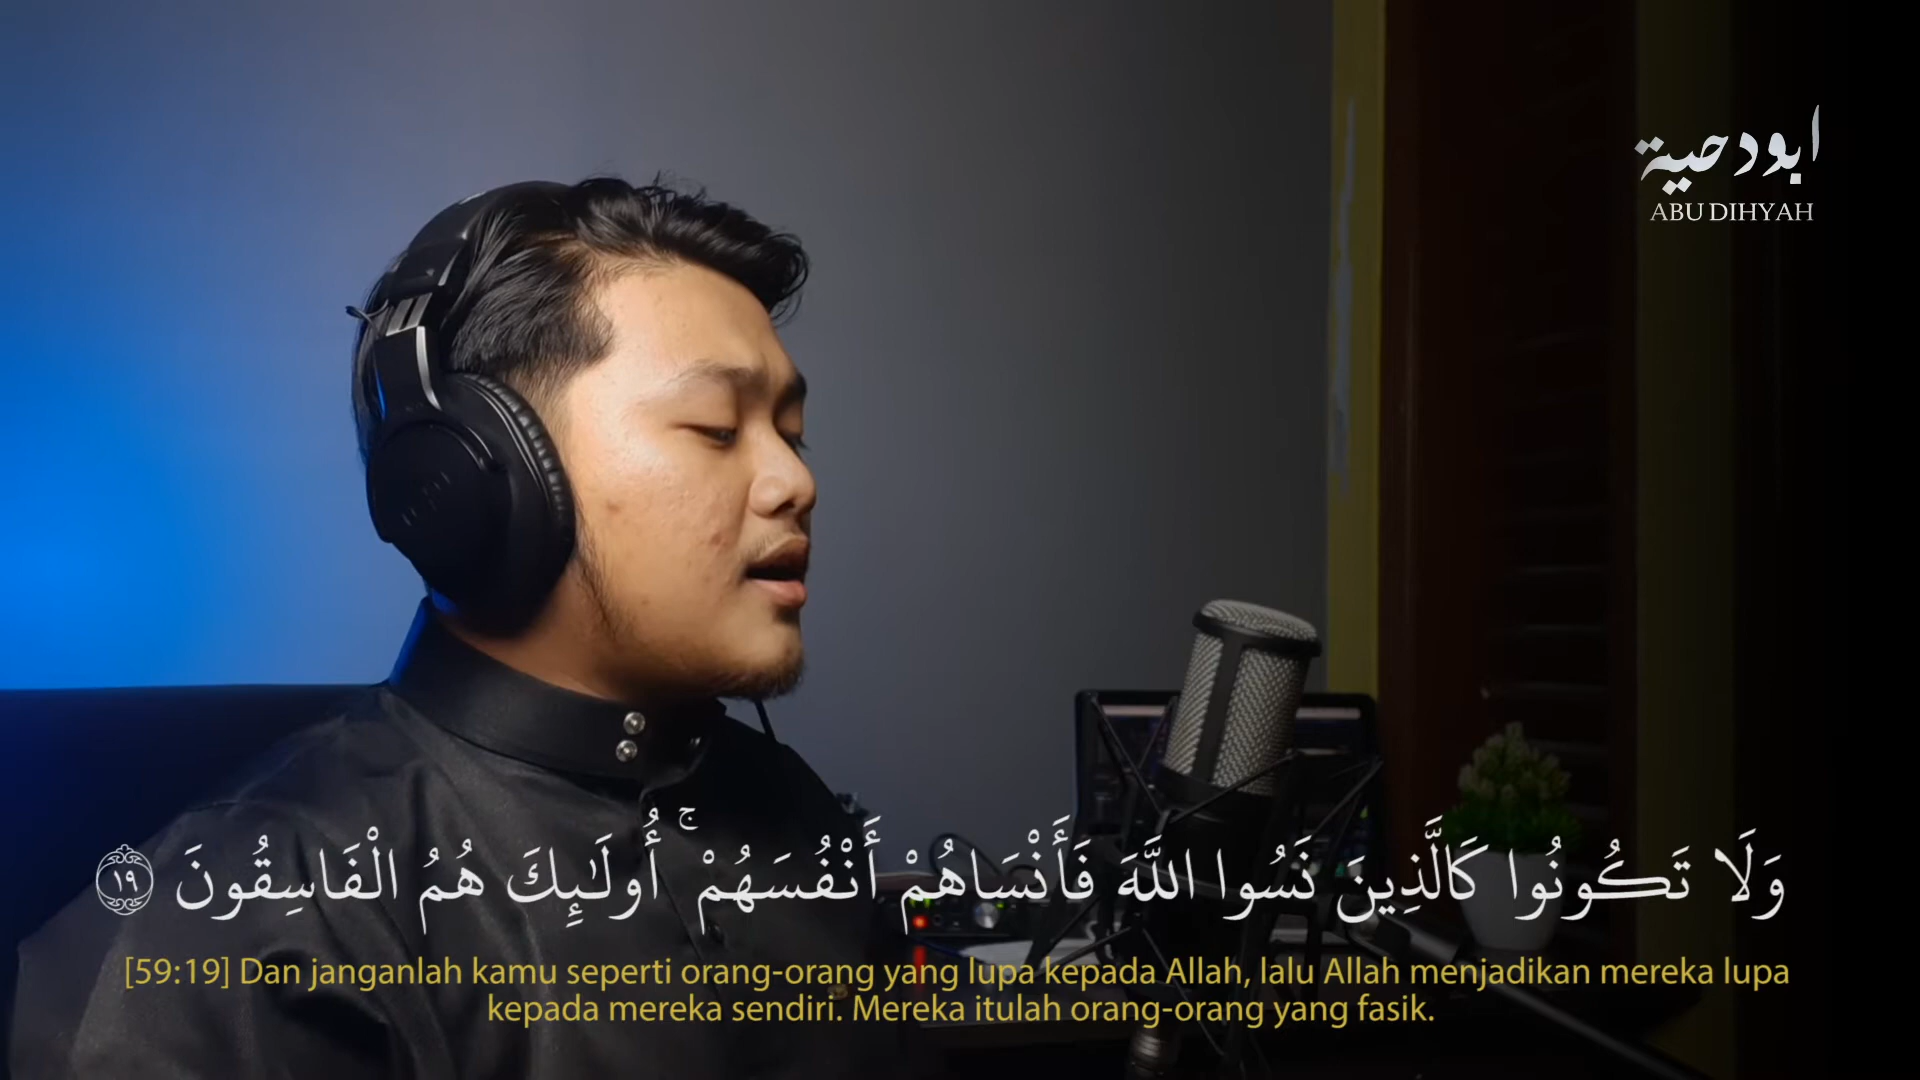 ابودحية
ABU DIHYAH
وَلَا تَكُونُوا كَالَّذِينَ نَسُوا اللَّهَ فَأَنْسَاهُمْ أَنْفُسَهُمْ ۚ أُولَٰئِكَ هُمُ الْفَاسِقُونَ ۝١٩
[59:19] Dan janganlah kamu seperti orang-orang yang lupa kepada Allah, lalu Allah menjadikan mereka lupa
kepada mereka sendiri. Mereka itulah orang-orang yang fasik.